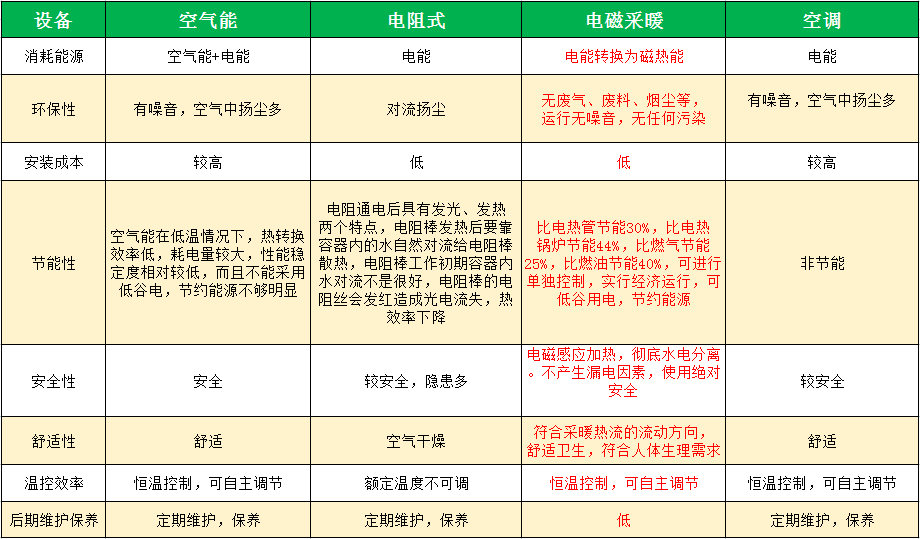 设备 空气能 电阻式 电磁采暖 空调
消耗能源 空气能+电能 电能 电能转换为磁热能 电能
环保性 有噪音，空气中扬尘多 对流扬尘 无废气、废料、烟尘等，
运行无噪音，无任何污染 有噪音，空气中扬尘多
安装成本 较高 低 低 较高
节能性
空气能在低温情况下，热转换
效率低，耗电量较大，性能稳
定度相对较低，而且不能采用
低谷电，节约能源不够明显
电阻通电后具有发光、发热
两个特点，电阻棒发热后要靠
容器内的水自然对流给电阻棒
散热，电阻棒工作初期容器内
水对流不是很好，电阻棒的电
阻丝会发红造成光电流失，热
效率下降
比电热管节能30%，比电热
锅炉节能44%，比燃气节能
25%，比燃油节能40%，可进行
单独控制，实行经济运行，可
低谷用电，节约能源
非节能
安全性 安全 较安全，隐患多
电磁感应加热，彻底水电分离
。不产生漏电因素，使用绝对
安全
较安全
舒适性 舒适 空气干燥
符合采暖热流的流动方向，
舒适卫生，符合人体生理需求
舒适
温控效率 恒温控制，可自主调节 额定温度不可调 恒温控制，可自主调节 恒温控制，可自主调节
后期维护保养 定期维护，保养 定期维护，保养 低 定期维护，保养